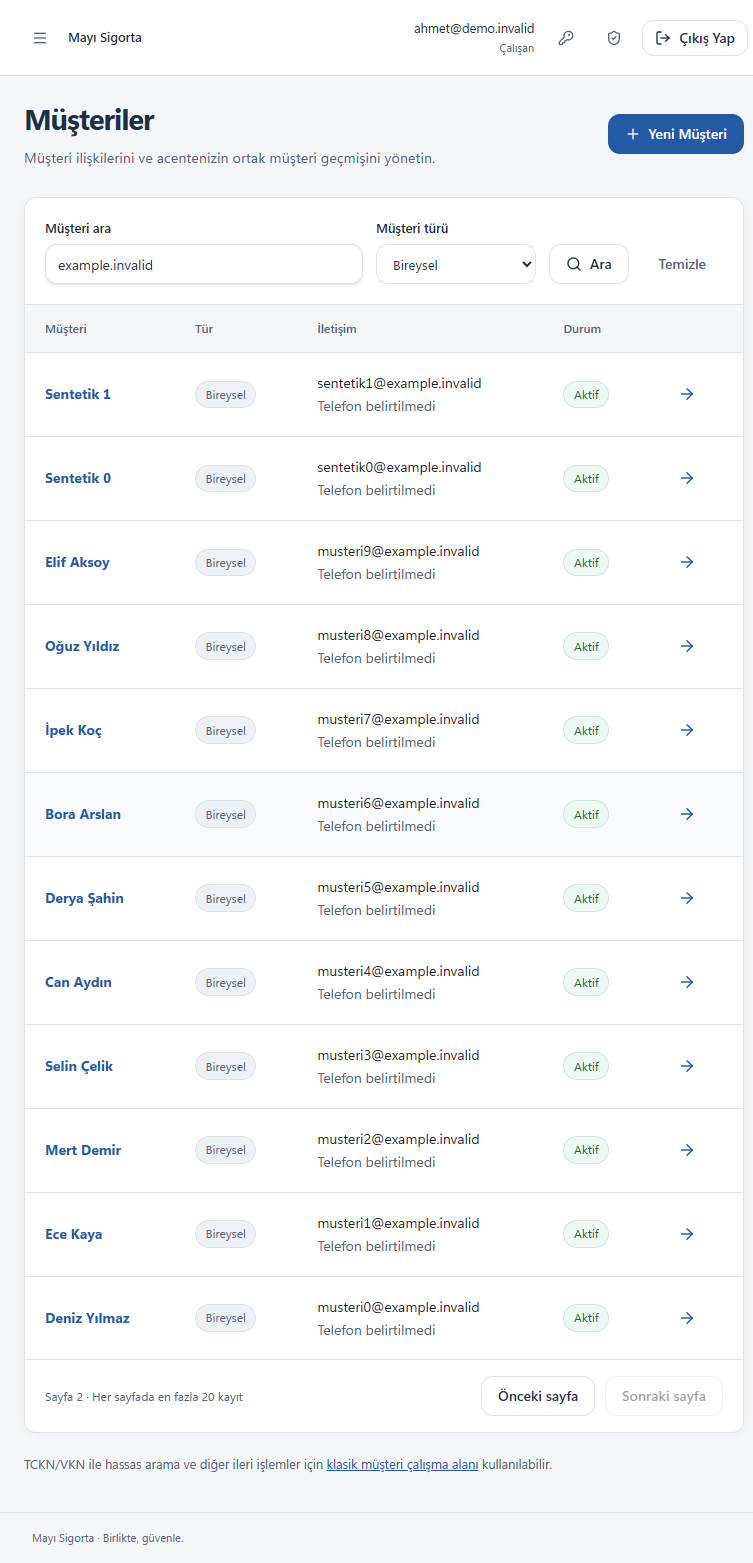 Mayı Sigorta
ahmet@demo.invalid
Çalışan
Çıkış Yap
Müşteriler
Müşteri ilişkilerini ve acentenizin ortak müşteri geçmişini yönetin.
Yeni Müşteri
Müşteri ara
Müşteri türü
example.invalid
Bireysel
Ara
Temizle
Müşteri Tür İletişim Durum
Sentetik 1 Bireysel sentetik1@example.invalid Aktif
Telefon belirtilmedi
Sentetik 0 Bireysel sentetik0@example.invalid Aktif
Telefon belirtilmedi
Elif Aksoy Bireysel musteri9@example.invalid Aktif
Telefon belirtilmedi
Oğuz Yıldız Bireysel musteri8@example.invalid Aktif
Telefon belirtilmedi
İpek Koç Bireysel musteri7@example.invalid Aktif
Telefon belirtilmedi
Bora Arslan Bireysel musteri6@example.invalid Aktif
Telefon belirtilmedi
Derya Şahin Bireysel musteri5@example.invalid Aktif
Telefon belirtilmedi
Can Aydın Bireysel musteri4@example.invalid Aktif
Telefon belirtilmedi
Selin Çelik Bireysel musteri3@example.invalid Aktif
Telefon belirtilmedi
Mert Demir Bireysel musteri2@example.invalid Aktif
Telefon belirtilmedi
Ece Kaya Bireysel musteri1@example.invalid Aktif
Telefon belirtilmedi
Deniz Yılmaz Bireysel musteri0@example.invalid Aktif
Telefon belirtilmedi
Sayfa 2 · Her sayfada en fazla 20 kayıt
Önceki sayfa
Sonraki sayfa
TCKN/VKN ile hassas arama ve diğer ileri işlemler için klasik müşteri çalışma alanı kullanılabilir.
Mayı Sigorta · Birlikte, güvenle.